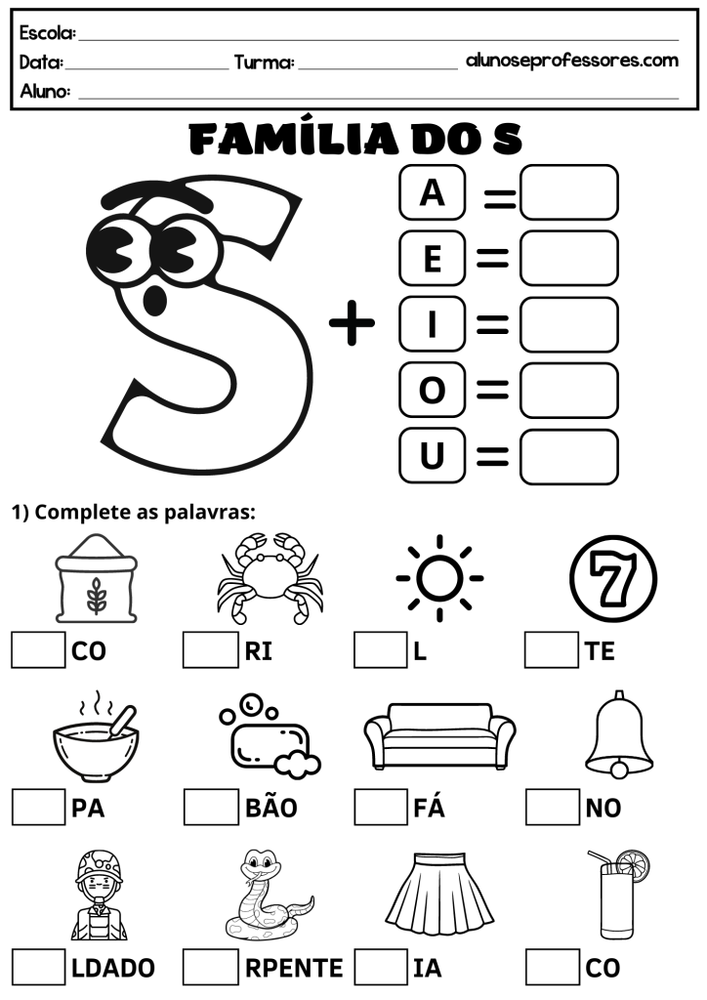 Escola:
Data: Turma: alunoseprofessores.com
Aluno:
FAMÍLIA DO S
S
+
A =
E =
I =
O =
U =
1) Complete as palavras:
7
CO RI L TE
PA BÃO FÁ NO
LDADO RPENTE IA CO